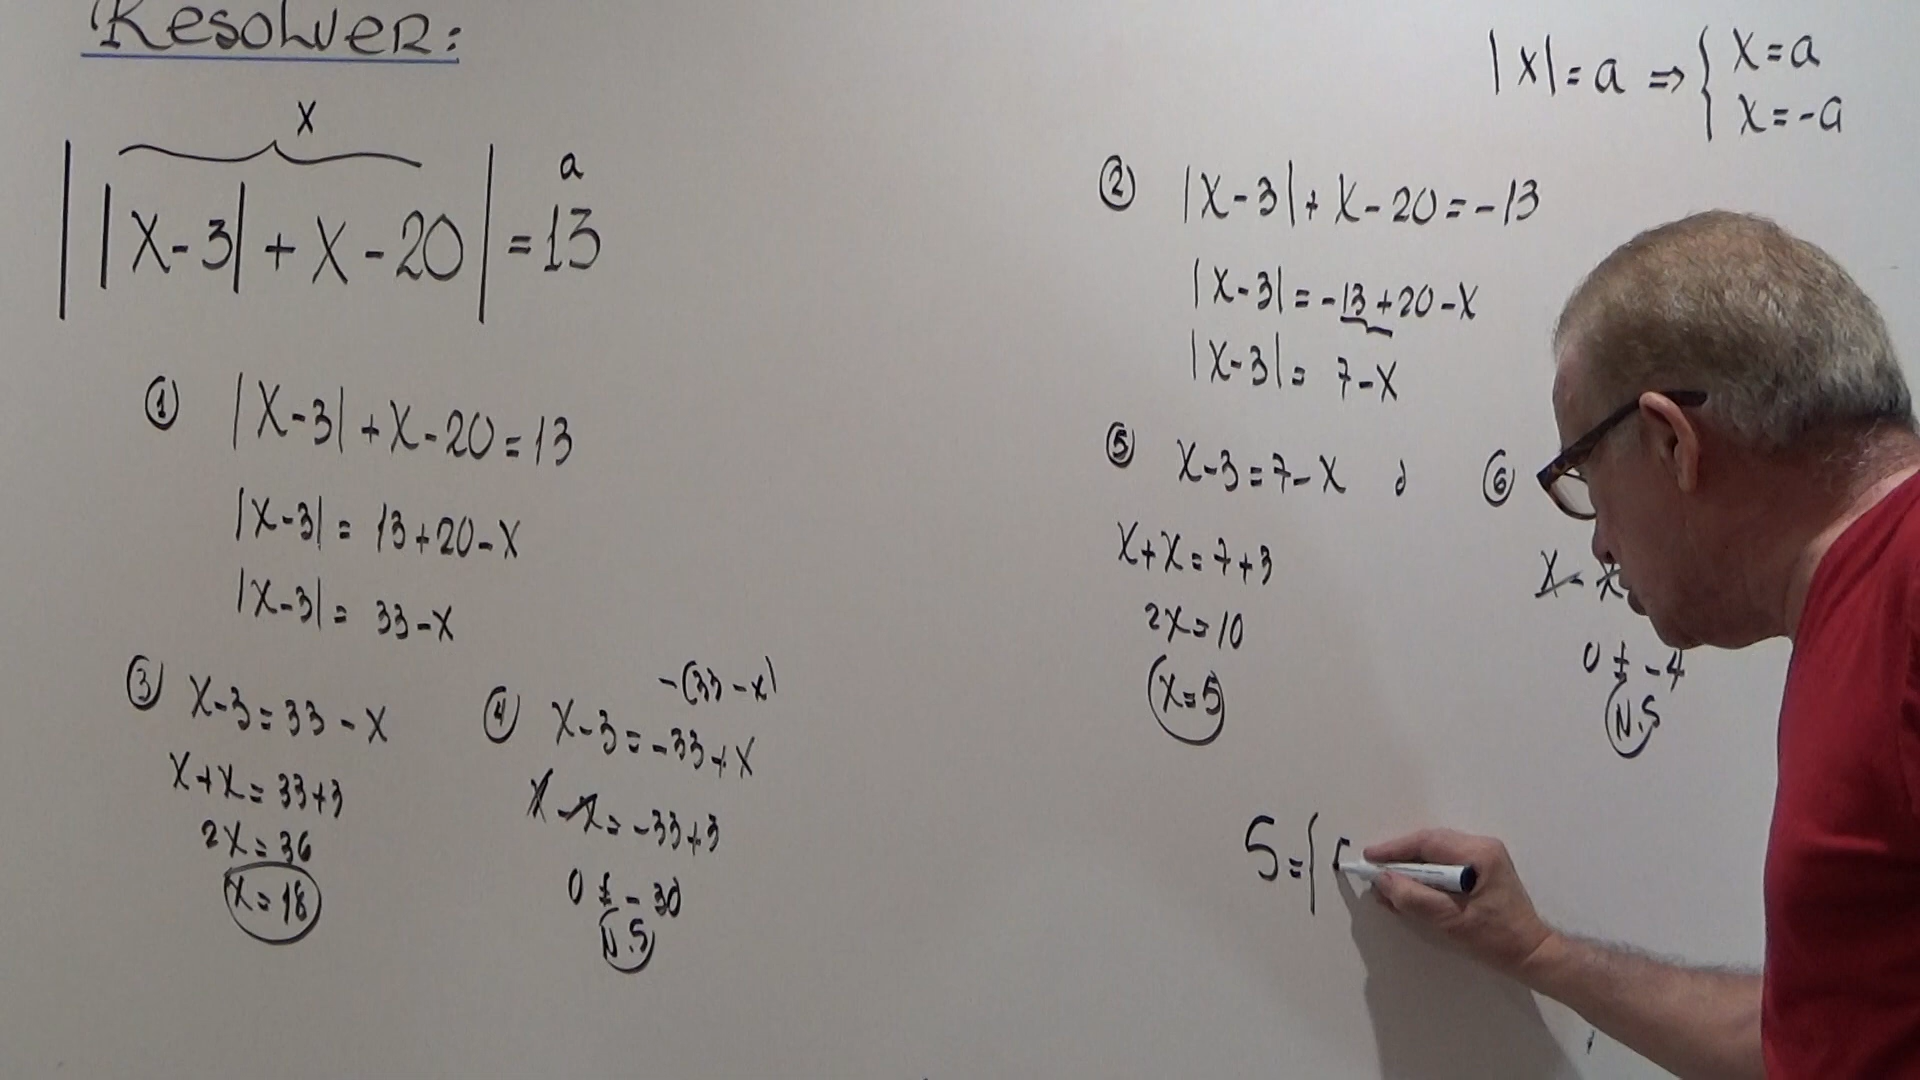 Resolver:
|x| = a ⇒ { x = a
x = -a
x
a
||x-3| + x - 20| = 13
① |x-3| + x - 20 = 13
|x-3| = 13 + 20 - x
|x-3| = 33 - x
③ x-3 = 33 - x
x + x = 33 + 3
2x = 36
x = 18
④ x-3 = -33 + x
-(33 - x)
x - x = -33 + 3
0 ≠ -30
N.S
② |x-3| + x - 20 = -13
|x-3| = -13 + 20 - x
|x-3| = 7 - x
⑤ x-3 = 7 - x ó
x + x = 7 + 3
2x = 10
x = 5
⑥
x - x
0 ≠ -4
N.S
S = {